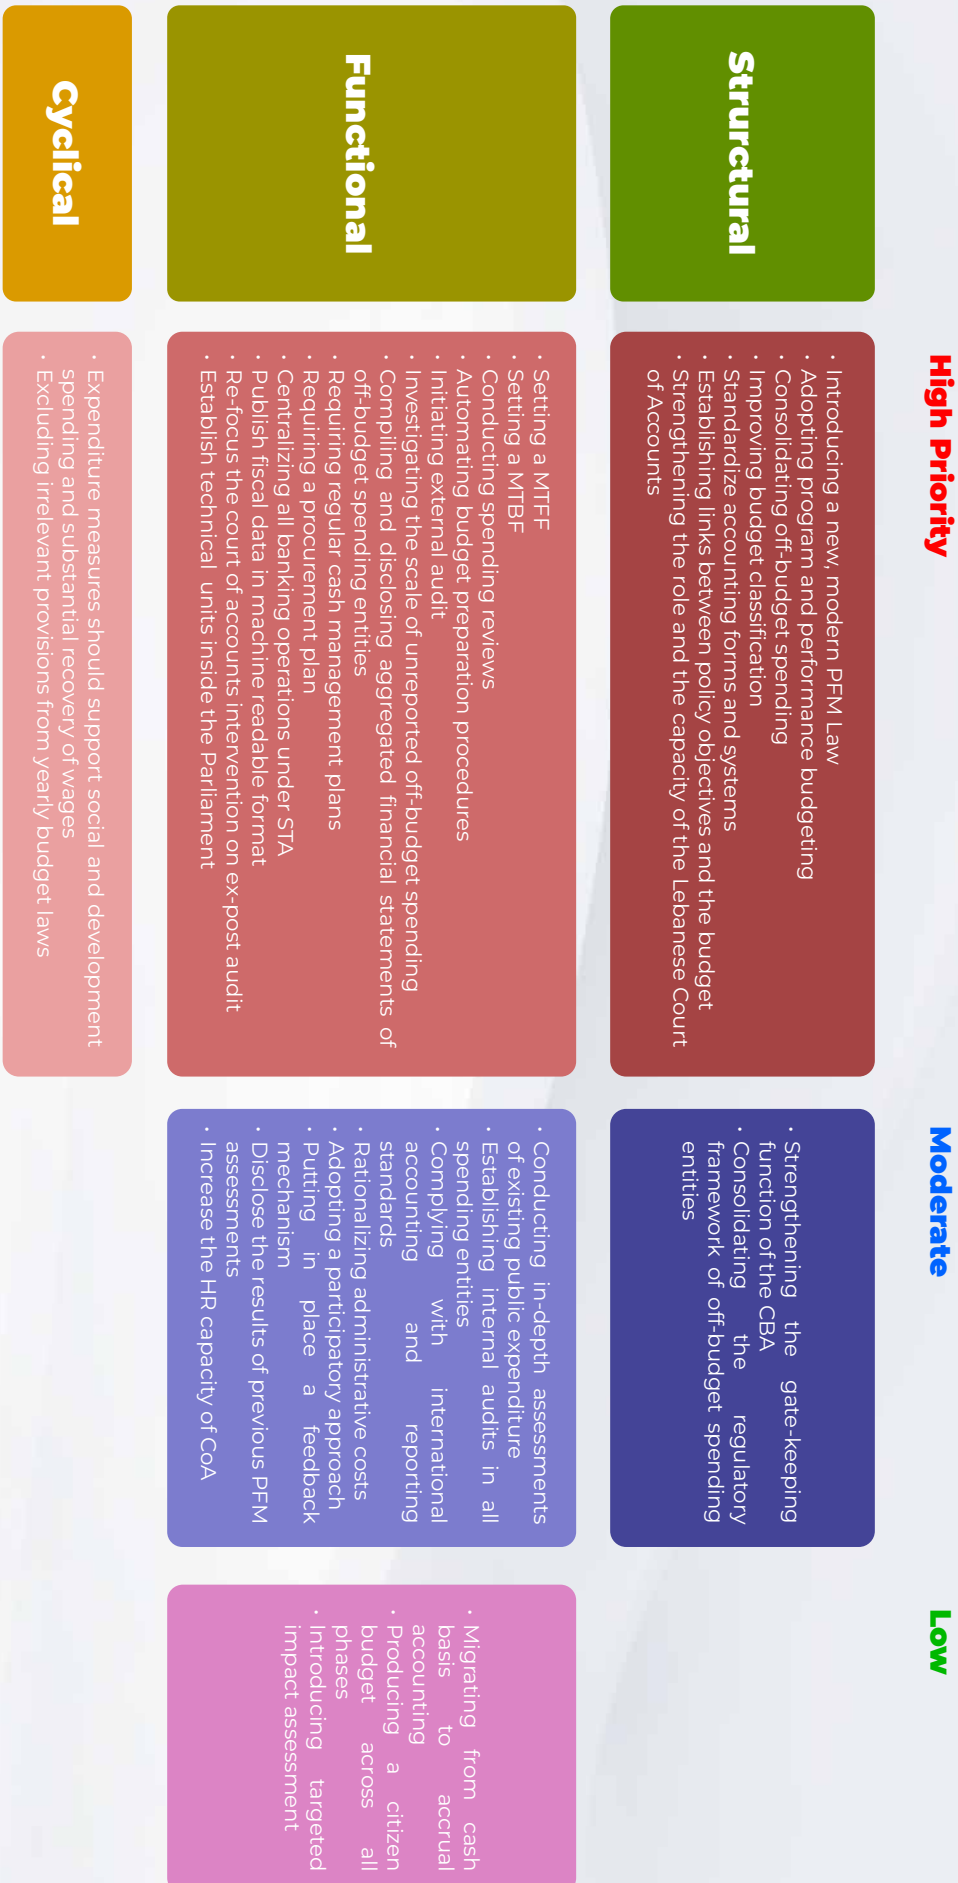 High Priority
Moderate
Low
Strurctural
• Introducing a new, modern PFM Law
• Adopting program and performance budgeting
• Consolidating off-budget spending
• Improving budget classification
• Standardize accounting forms and systems
• Establishing links between policy objectives and the budget
• Strengthening the role and the capacity of the Lebanese Court
of Accounts
• Strengthening the gate-keeping
function of the CBA
• Consolidating the regulatory
framework of off-budget spending
entities
Functional
• Setting a MTFF
• Setting a MTBF
• Conducting spending reviews
• Automating budget preparation procedures
• Initiating external audit
• Investigating the scale of unreported off-budget spending
• Compiling and disclosing aggregated financial statements of
off-budget spending entities
• Requiring regular cash management plans
• Requiring a procurement plan
• Centralizing all banking operations under STA
• Publish fiscal data in machine readable format
• Re-focus the court of accounts intervention on ex-post audit
• Establish technical units inside the Parliament
• Conducting in-depth assessments
of existing public expenditure
• Establishing internal audits in all
spending entities
• Complying with international
accounting and reporting
standards
• Rationalizing administrative costs
• Adopting a participatory approach
• Putting in place a feedback
mechanism
• Disclose the results of previous PFM
assessments
• Increase the HR capacity of CoA
• Migrating from cash
basis to accrual
accounting
• Producing a citizen
budget across all
phases
• Introducing targeted
impact assessment
Cyclical
• Expenditure measures should support social and development
spending and substantial recovery of wages
• Excluding irrelevant provisions from yearly budget laws